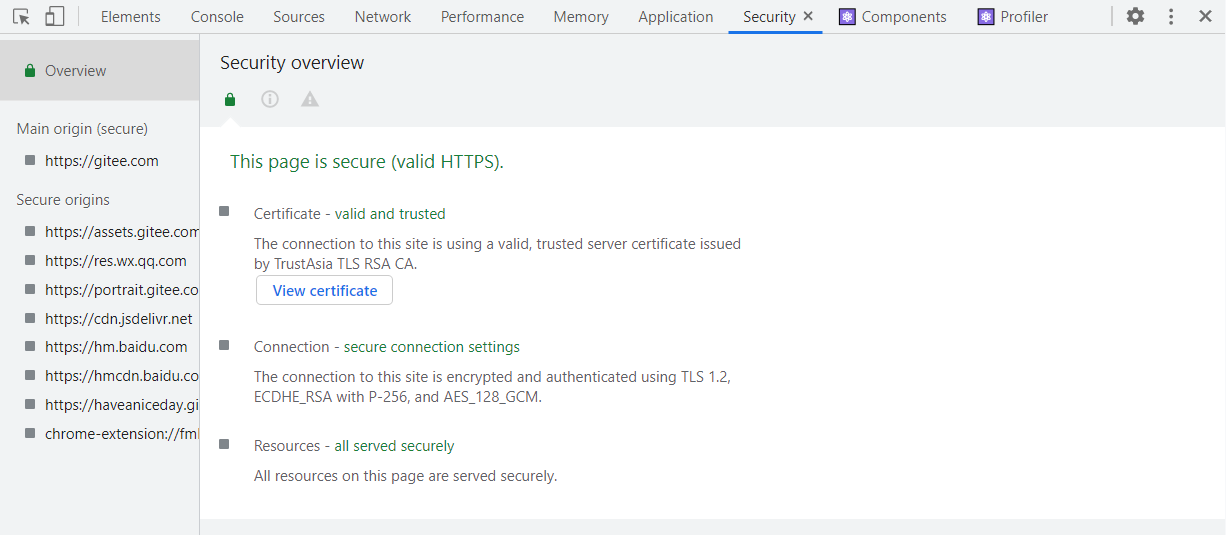 Elements Console Sources Network Performance Memory Application Security Components Profiler
Overview
Main origin (secure)
https://gitee.com
Secure origins
https://assets.gitee.com
https://res.wx.qq.com
https://portrait.gitee.co
https://cdn.jsdelivr.net
https://hm.baidu.com
https://hmcdn.baidu.co
https://haveaniceday.gi
chrome-extension://fml
Security overview
This page is secure (valid HTTPS).
Certificate - valid and trusted
The connection to this site is using a valid, trusted server certificate issued
by TrustAsia TLS RSA CA.
View certificate
Connection - secure connection settings
The connection to this site is encrypted and authenticated using TLS 1.2,
ECDHE_RSA with P-256, and AES_128_GCM.
Resources - all served securely
All resources on this page are served securely.